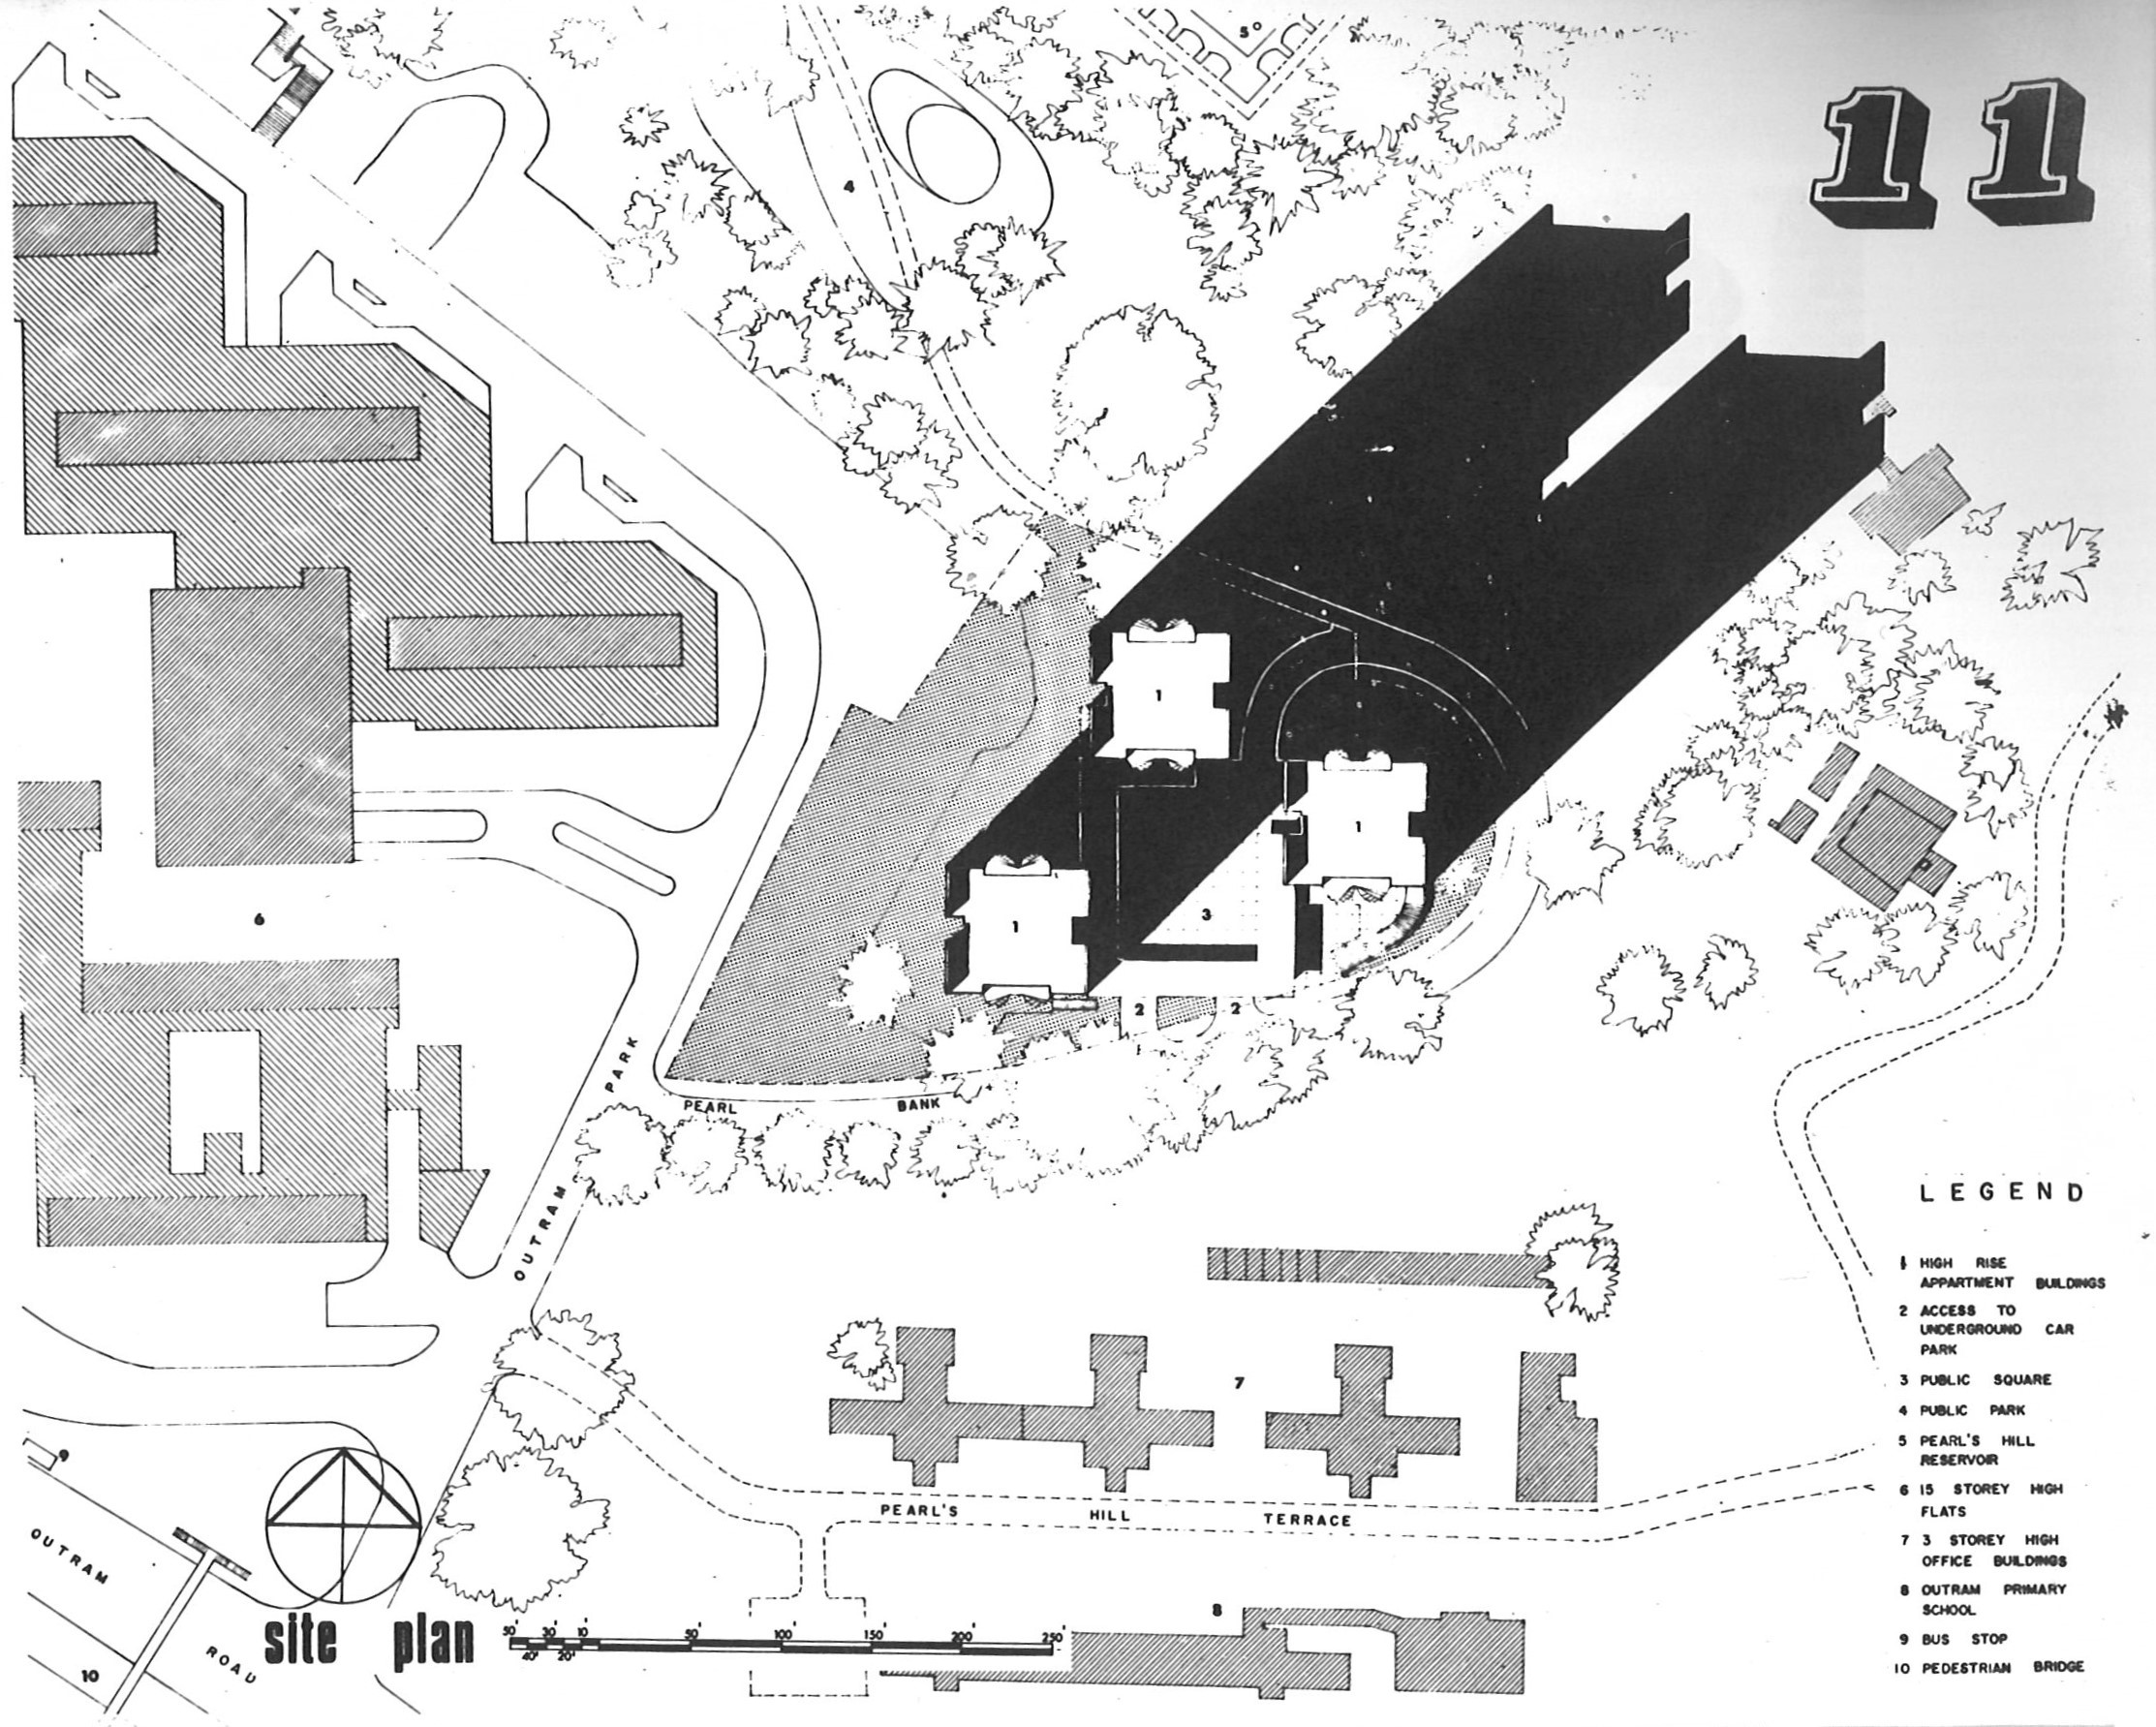 5
11
4
1
1
1
3
2
2
6
PARK
PEARL BANK
OUTRAM
7
PEARL'S HILL TERRACE
9
OUTRAM
ROAD
10
8
site plan
50' 30' 10' 50' 100' 150' 200' 250'
40' 20'
LEGEND
1 HIGH RISE
APPARTMENT BUILDINGS
2 ACCESS TO
UNDERGROUND CAR
PARK
3 PUBLIC SQUARE
4 PUBLIC PARK
5 PEARL'S HILL
RESERVOIR
6 15 STOREY HIGH
FLATS
7 3 STOREY HIGH
OFFICE BUILDINGS
8 OUTRAM PRIMARY
SCHOOL
9 BUS STOP
10 PEDESTRIAN BRIDGE